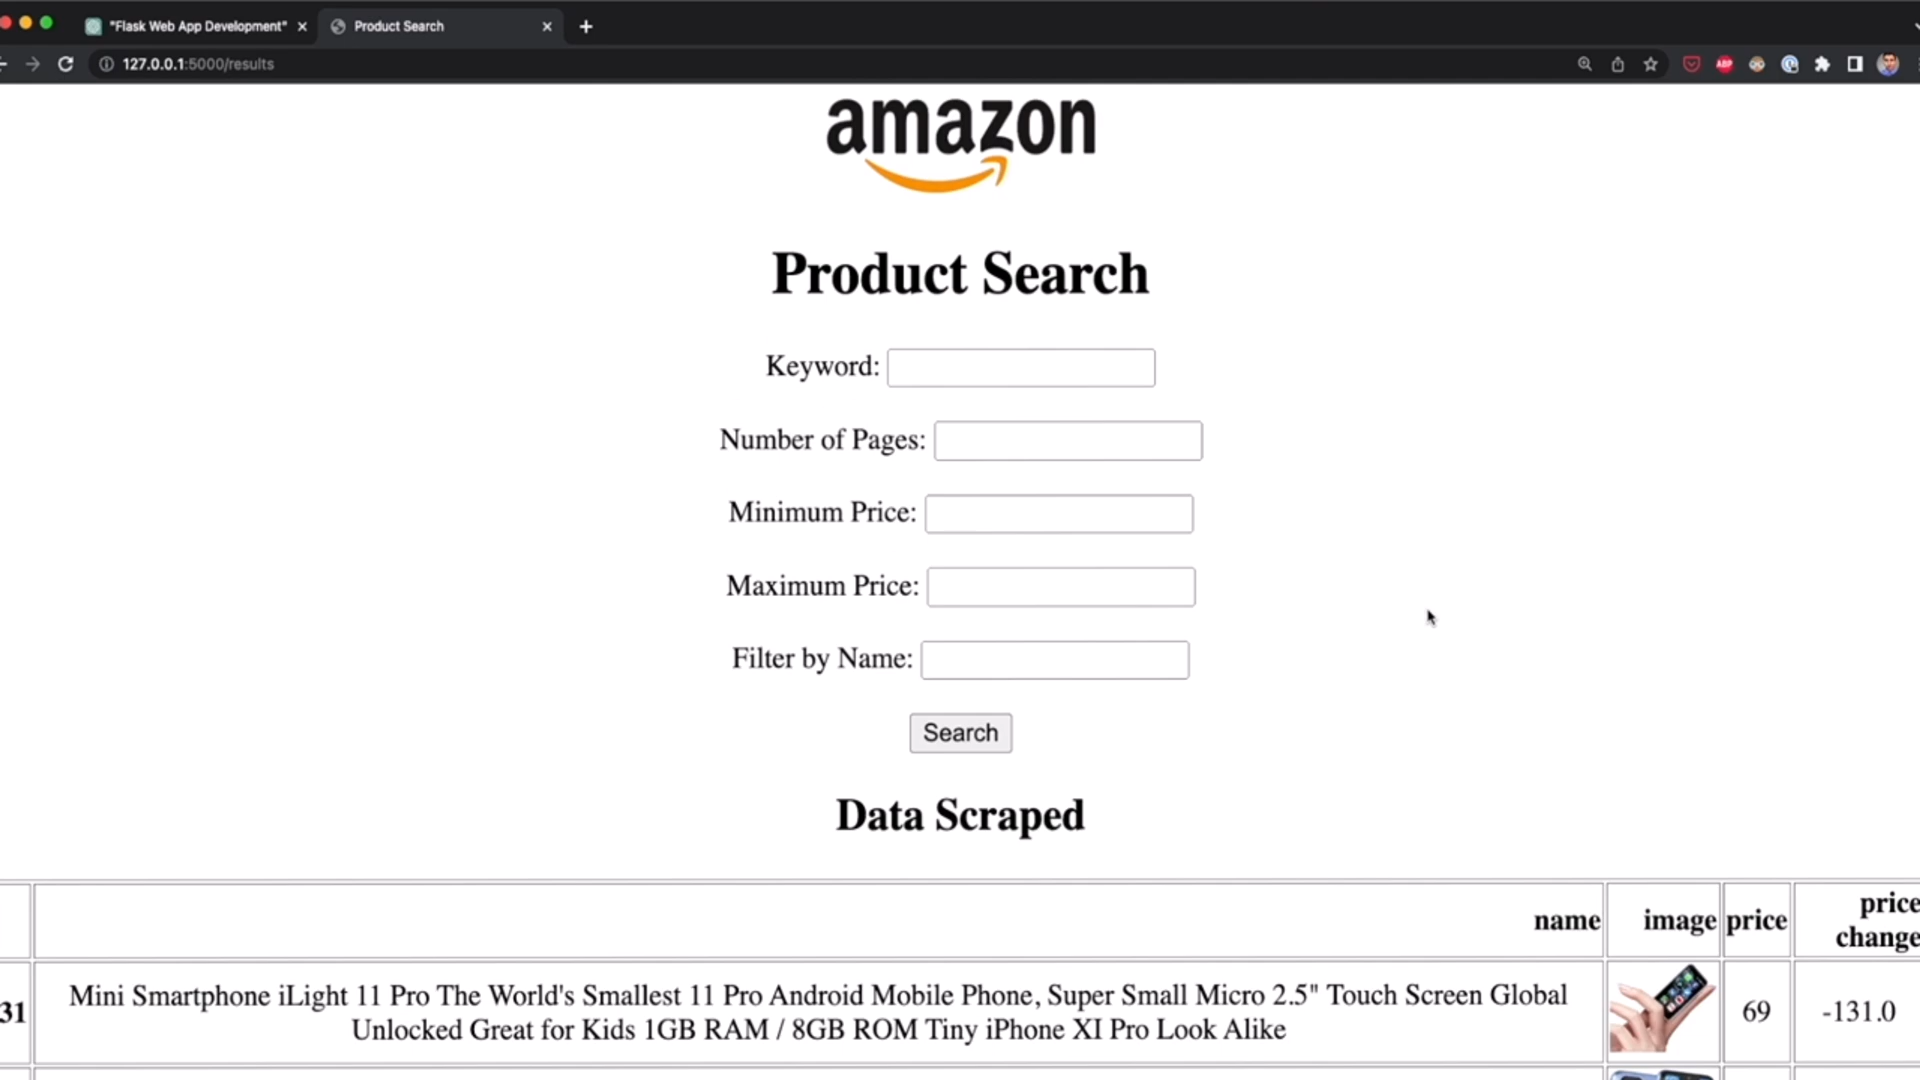 "Flask Web App Development"
Product Search
127.0.0.1:5000/results
ABP
amazon
Product Search
Keyword:
Number of Pages:
Minimum Price:
Maximum Price:
Filter by Name:
Search
Data Scraped
name image price price change
31 Mini Smartphone iLight 11 Pro The World's Smallest 11 Pro Android Mobile Phone, Super Small Micro 2.5" Touch Screen Global
Unlocked Great for Kids 1GB RAM / 8GB ROM Tiny iPhone XI Pro Look Alike
69 -131.0